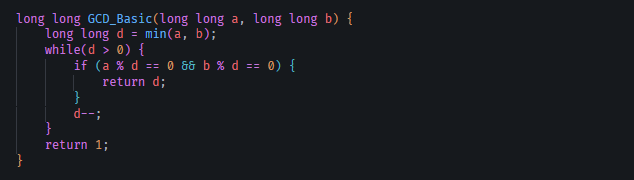 long long GCD_Basic(long long a, long long b) {
    long long d = min(a, b);
    while(d > 0) {
        if (a % d == 0 && b % d == 0) {
            return d;
        }
        d--;
    }
    return 1;
}